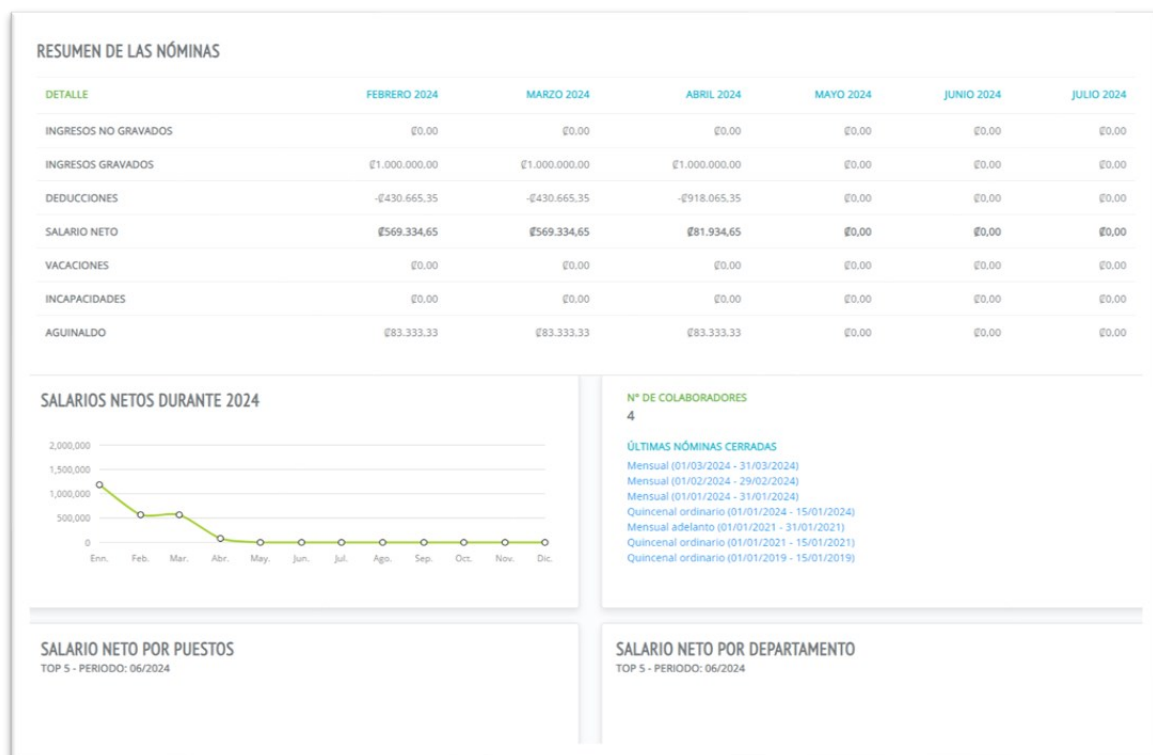 RESUMEN DE LAS NÓMINAS
DETALLE FEBRERO 2024 MARZO 2024 ABRIL 2024 MAYO 2024 JUNIO 2024 JULIO 2024
INGRESOS NO GRAVADOS ₡0,00 ₡0,00 ₡0,00 ₡0,00 ₡0,00 ₡0,00
INGRESOS GRAVADOS ₡1.000.000,00 ₡1.000.000,00 ₡1.000.000,00 ₡0,00 ₡0,00 ₡0,00
DEDUCCIONES -₡430.665,35 -₡430.665,35 -₡918.065,35 ₡0,00 ₡0,00 ₡0,00
SALARIO NETO ₡569.334,65 ₡569.334,65 ₡81.934,65 ₡0,00 ₡0,00 ₡0,00
VACACIONES ₡0,00 ₡0,00 ₡0,00 ₡0,00 ₡0,00 ₡0,00
INCAPACIDADES ₡0,00 ₡0,00 ₡0,00 ₡0,00 ₡0,00 ₡0,00
AGUINALDO ₡83.333,33 ₡83.333,33 ₡83.333,33 ₡0,00 ₡0,00 ₡0,00
SALARIOS NETOS DURANTE 2024
2,000,000
1,500,000
1,000,000
500,000
0
Enn. Feb. Mar. Abr. May. Jun. Jul. Ago. Sep. Oct. Nov. Dic.
N° DE COLABORADORES
4
ÚLTIMAS NÓMINAS CERRADAS
Mensual (01/03/2024 - 31/03/2024)
Mensual (01/02/2024 - 29/02/2024)
Mensual (01/01/2024 - 31/01/2024)
Quincenal ordinario (01/01/2024 - 15/01/2024)
Mensual adelanto (01/01/2021 - 31/01/2021)
Quincenal ordinario (01/01/2021 - 15/01/2021)
Quincenal ordinario (01/01/2019 - 15/01/2019)
SALARIO NETO POR PUESTOS
TOP 5 - PERIODO: 06/2024
SALARIO NETO POR DEPARTAMENTO
TOP 5 - PERIODO: 06/2024